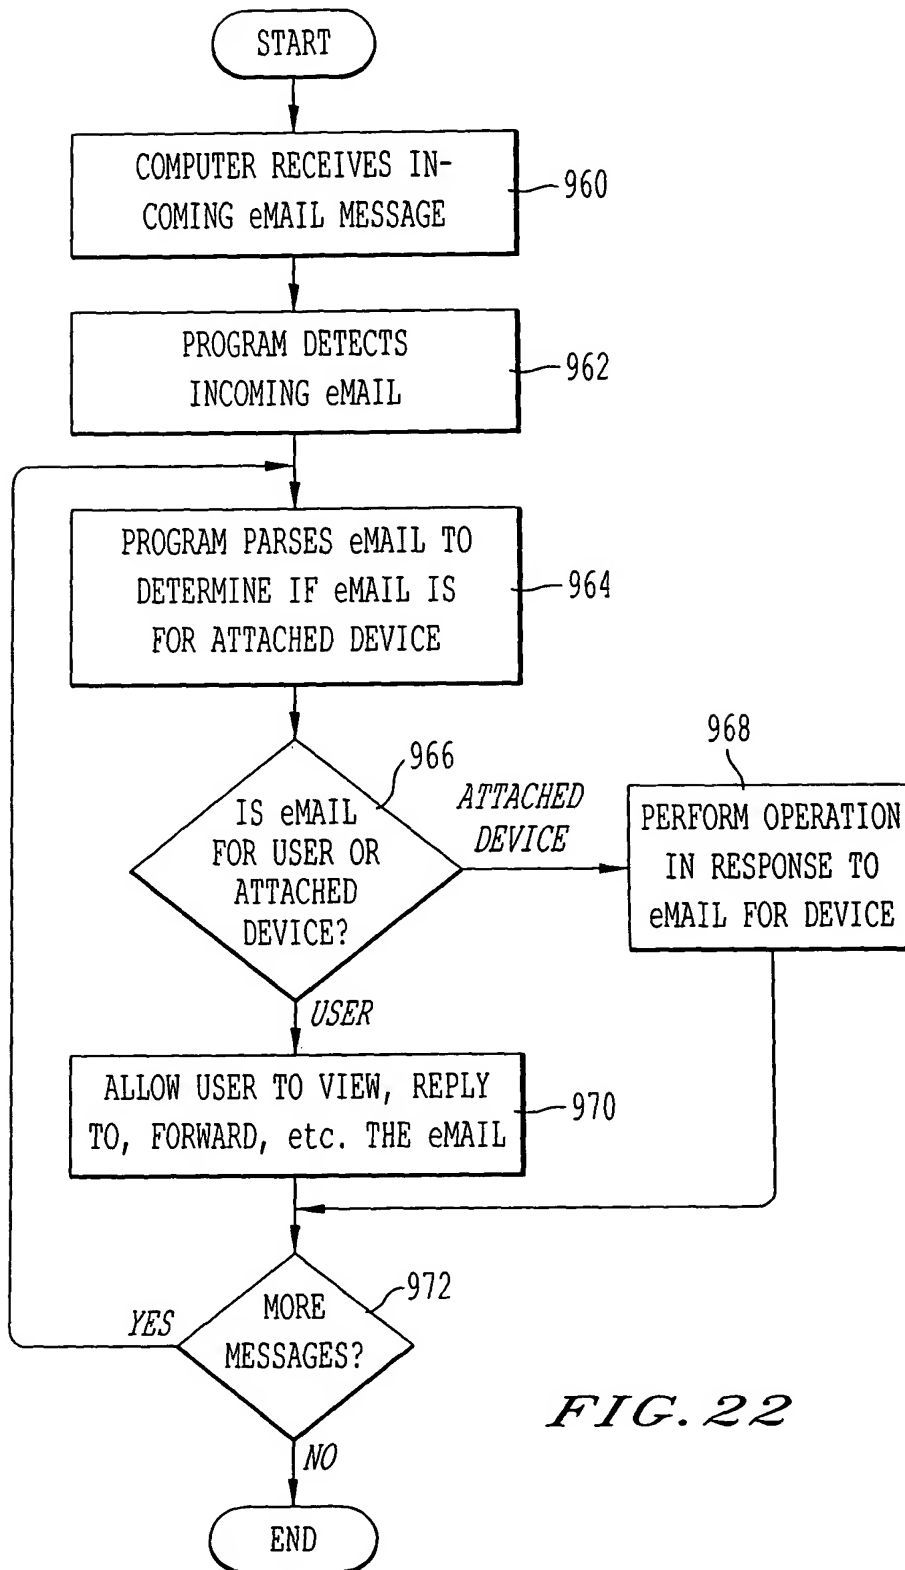 START
COMPUTER RECEIVES IN-
COMING eMAIL MESSAGE
960
PROGRAM DETECTS
INCOMING eMAIL
962
PROGRAM PARSES eMAIL TO
DETERMINE IF eMAIL IS
FOR ATTACHED DEVICE
964
966
IS eMAIL
FOR USER OR
ATTACHED
DEVICE?
ATTACHED
DEVICE
968
PERFORM OPERATION
IN RESPONSE TO
eMAIL FOR DEVICE
USER
ALLOW USER TO VIEW, REPLY
TO, FORWARD, etc. THE eMAIL
970
972
MORE
MESSAGES?
YES
NO
END
FIG. 22